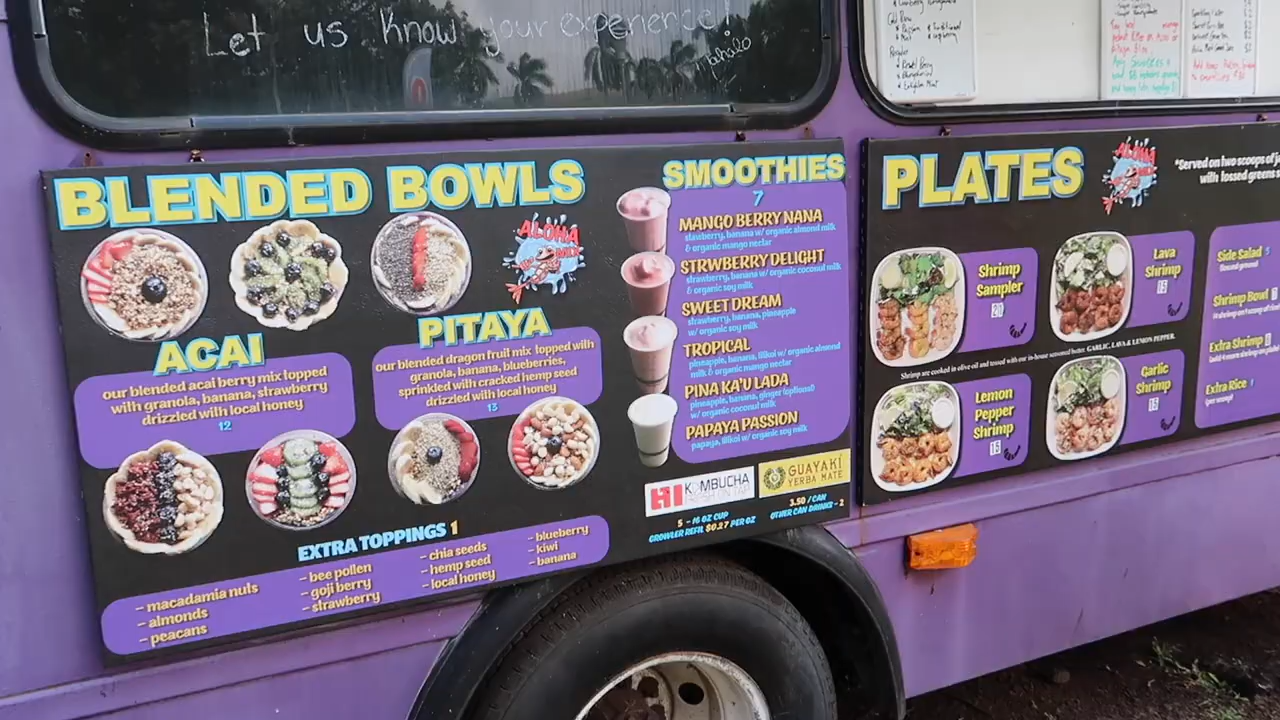 Let us know your experience!
mahalo
BLENDED BOWLS
ALOHA
ACAI
our blended acai berry mix topped
with granola, banana, strawberry
drizzled with local honey
12
PITAYA
our blended dragon fruit mix topped with
granola, banana, blueberries,
sprinkled with cracked hemp seed
drizzled with local honey
13
EXTRA TOPPINGS 1
- macadamia nuts
- almonds
- peacans
- bee pollen
- goji berry
- strawberry
- chia seeds
- hemp seed
- local honey
- blueberry
- kiwi
- banana
SMOOTHIES
7
MANGO BERRY NANA
stawberry, banana w/ organic almond milk
& organic mango nectar
STRWBERRY DELIGHT
strawberry, banana w/ organic coconut milk
& organic soy milk
SWEET DREAM
strawberry, banana, pineapple
w/ organic soy milk
TROPICAL
pineapple, banana, lilikoi w/ organic almond
milk & organic mango nectar
PINA KA'U LADA
pineapple, banana, ginger (optional)
w/ organic coconut milk
PAPAYA PASSION
papaya, lilikoi w/ organic soy milk
HI KOMBUCHA
FRESH ON TAP
GUAYAKÍ
YERBA MATE
5 - 16 OZ CUP
GROWLER REFIL $0.27 PER OZ
3.50 / CAN
OTHER CAN DRINKS - 2
PLATES
ALOHA
*Served on two scoops of
with tossed greens
Shrimp
Sampler
20
Lava
Shrimp
15
Shrimp are cooked in olive oil and tossed with our in-house seasoned butter. GARLIC, LAVA & LEMON PEPPER.
Lemon
Pepper
Shrimp
15
Garlic
Shrimp
15
Side Salad 5
Shrimp Bowl
Extra Shrimp
Extra Rice